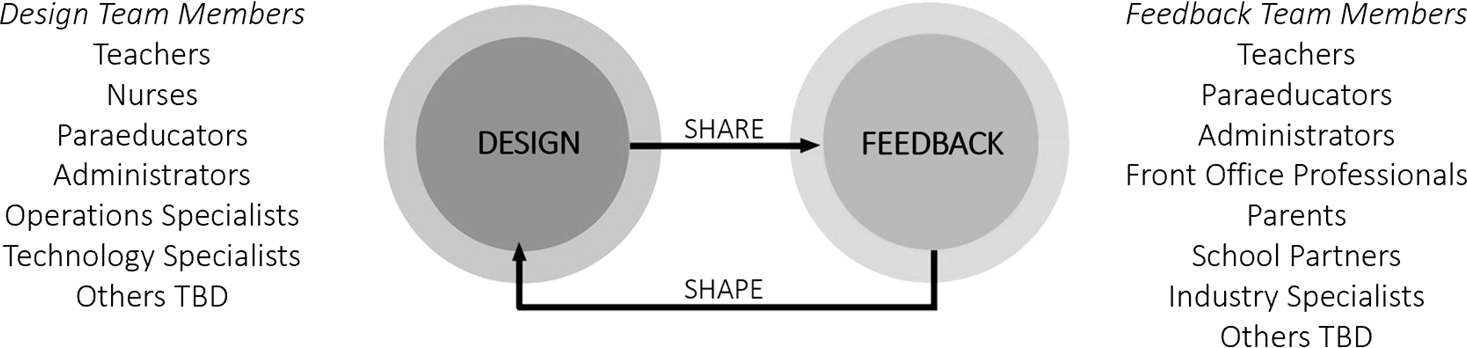 Design Team Members
Teachers
Nurses
Paraeducators
Administrators
Operations Specialists
Technology Specialists
Others TBD
DESIGN
SHARE
FEEDBACK
SHAPE
Feedback Team Members
Teachers
Paraeducators
Administrators
Front Office Professionals
Parents
School Partners
Industry Specialists
Others TBD